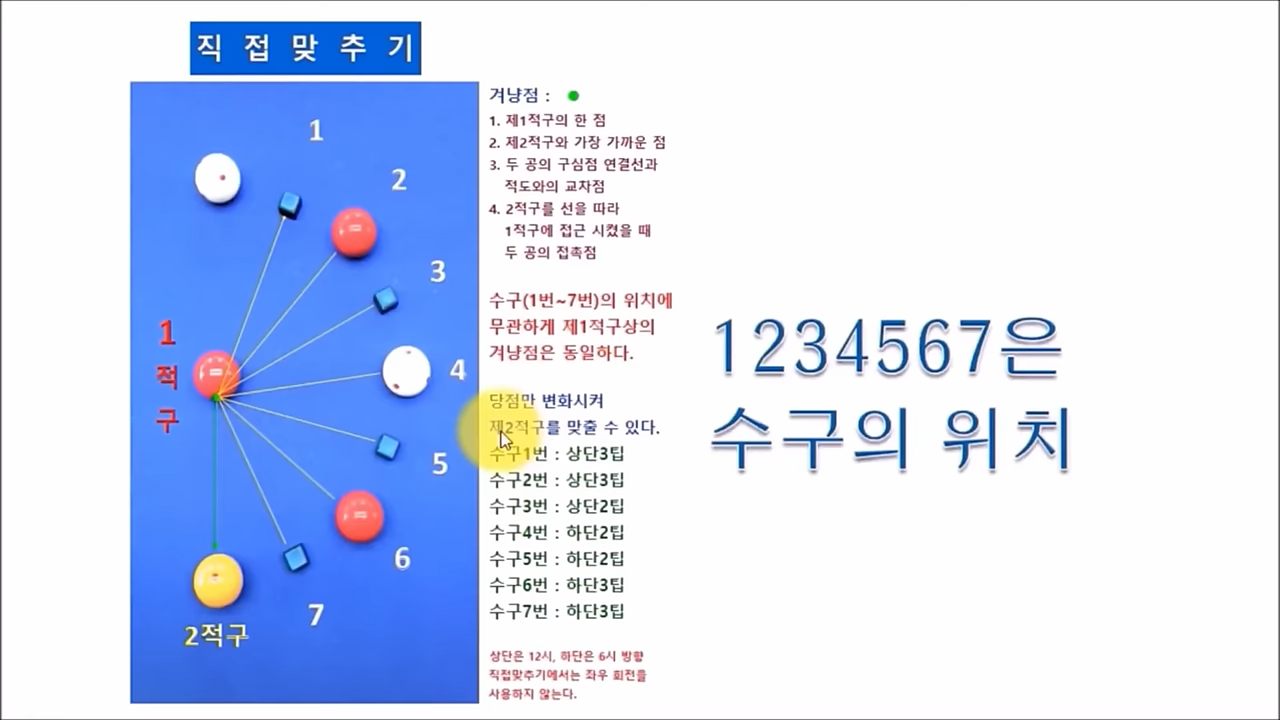 직 접 맞 추 기
1
2
3
4
5
6
7
1
적
구
2적구
겨냥점 :
1. 제1적구의 한 점
2. 제2적구와 가장 가까운 점
3. 두 공의 구심점 연결선과
적도와의 교차점
4. 2적구를 선을 따라
1적구에 접근 시켰을 때
두 공의 접촉점
수구(1번~7번)의 위치에
무관하게 제1적구상의
겨냥점은 동일하다.
당점만 변화시켜
제2적구를 맞출 수 있다.
수구1번 : 상단3팁
수구2번 : 상단3팁
수구3번 : 상단2팁
수구4번 : 하단2팁
수구5번 : 하단2팁
수구6번 : 하단3팁
수구7번 : 하단3팁
상단은 12시, 하단은 6시 방향
직접맞추기에서는 좌우 회전을
사용하지 않는다.
1234567은
수구의 위치